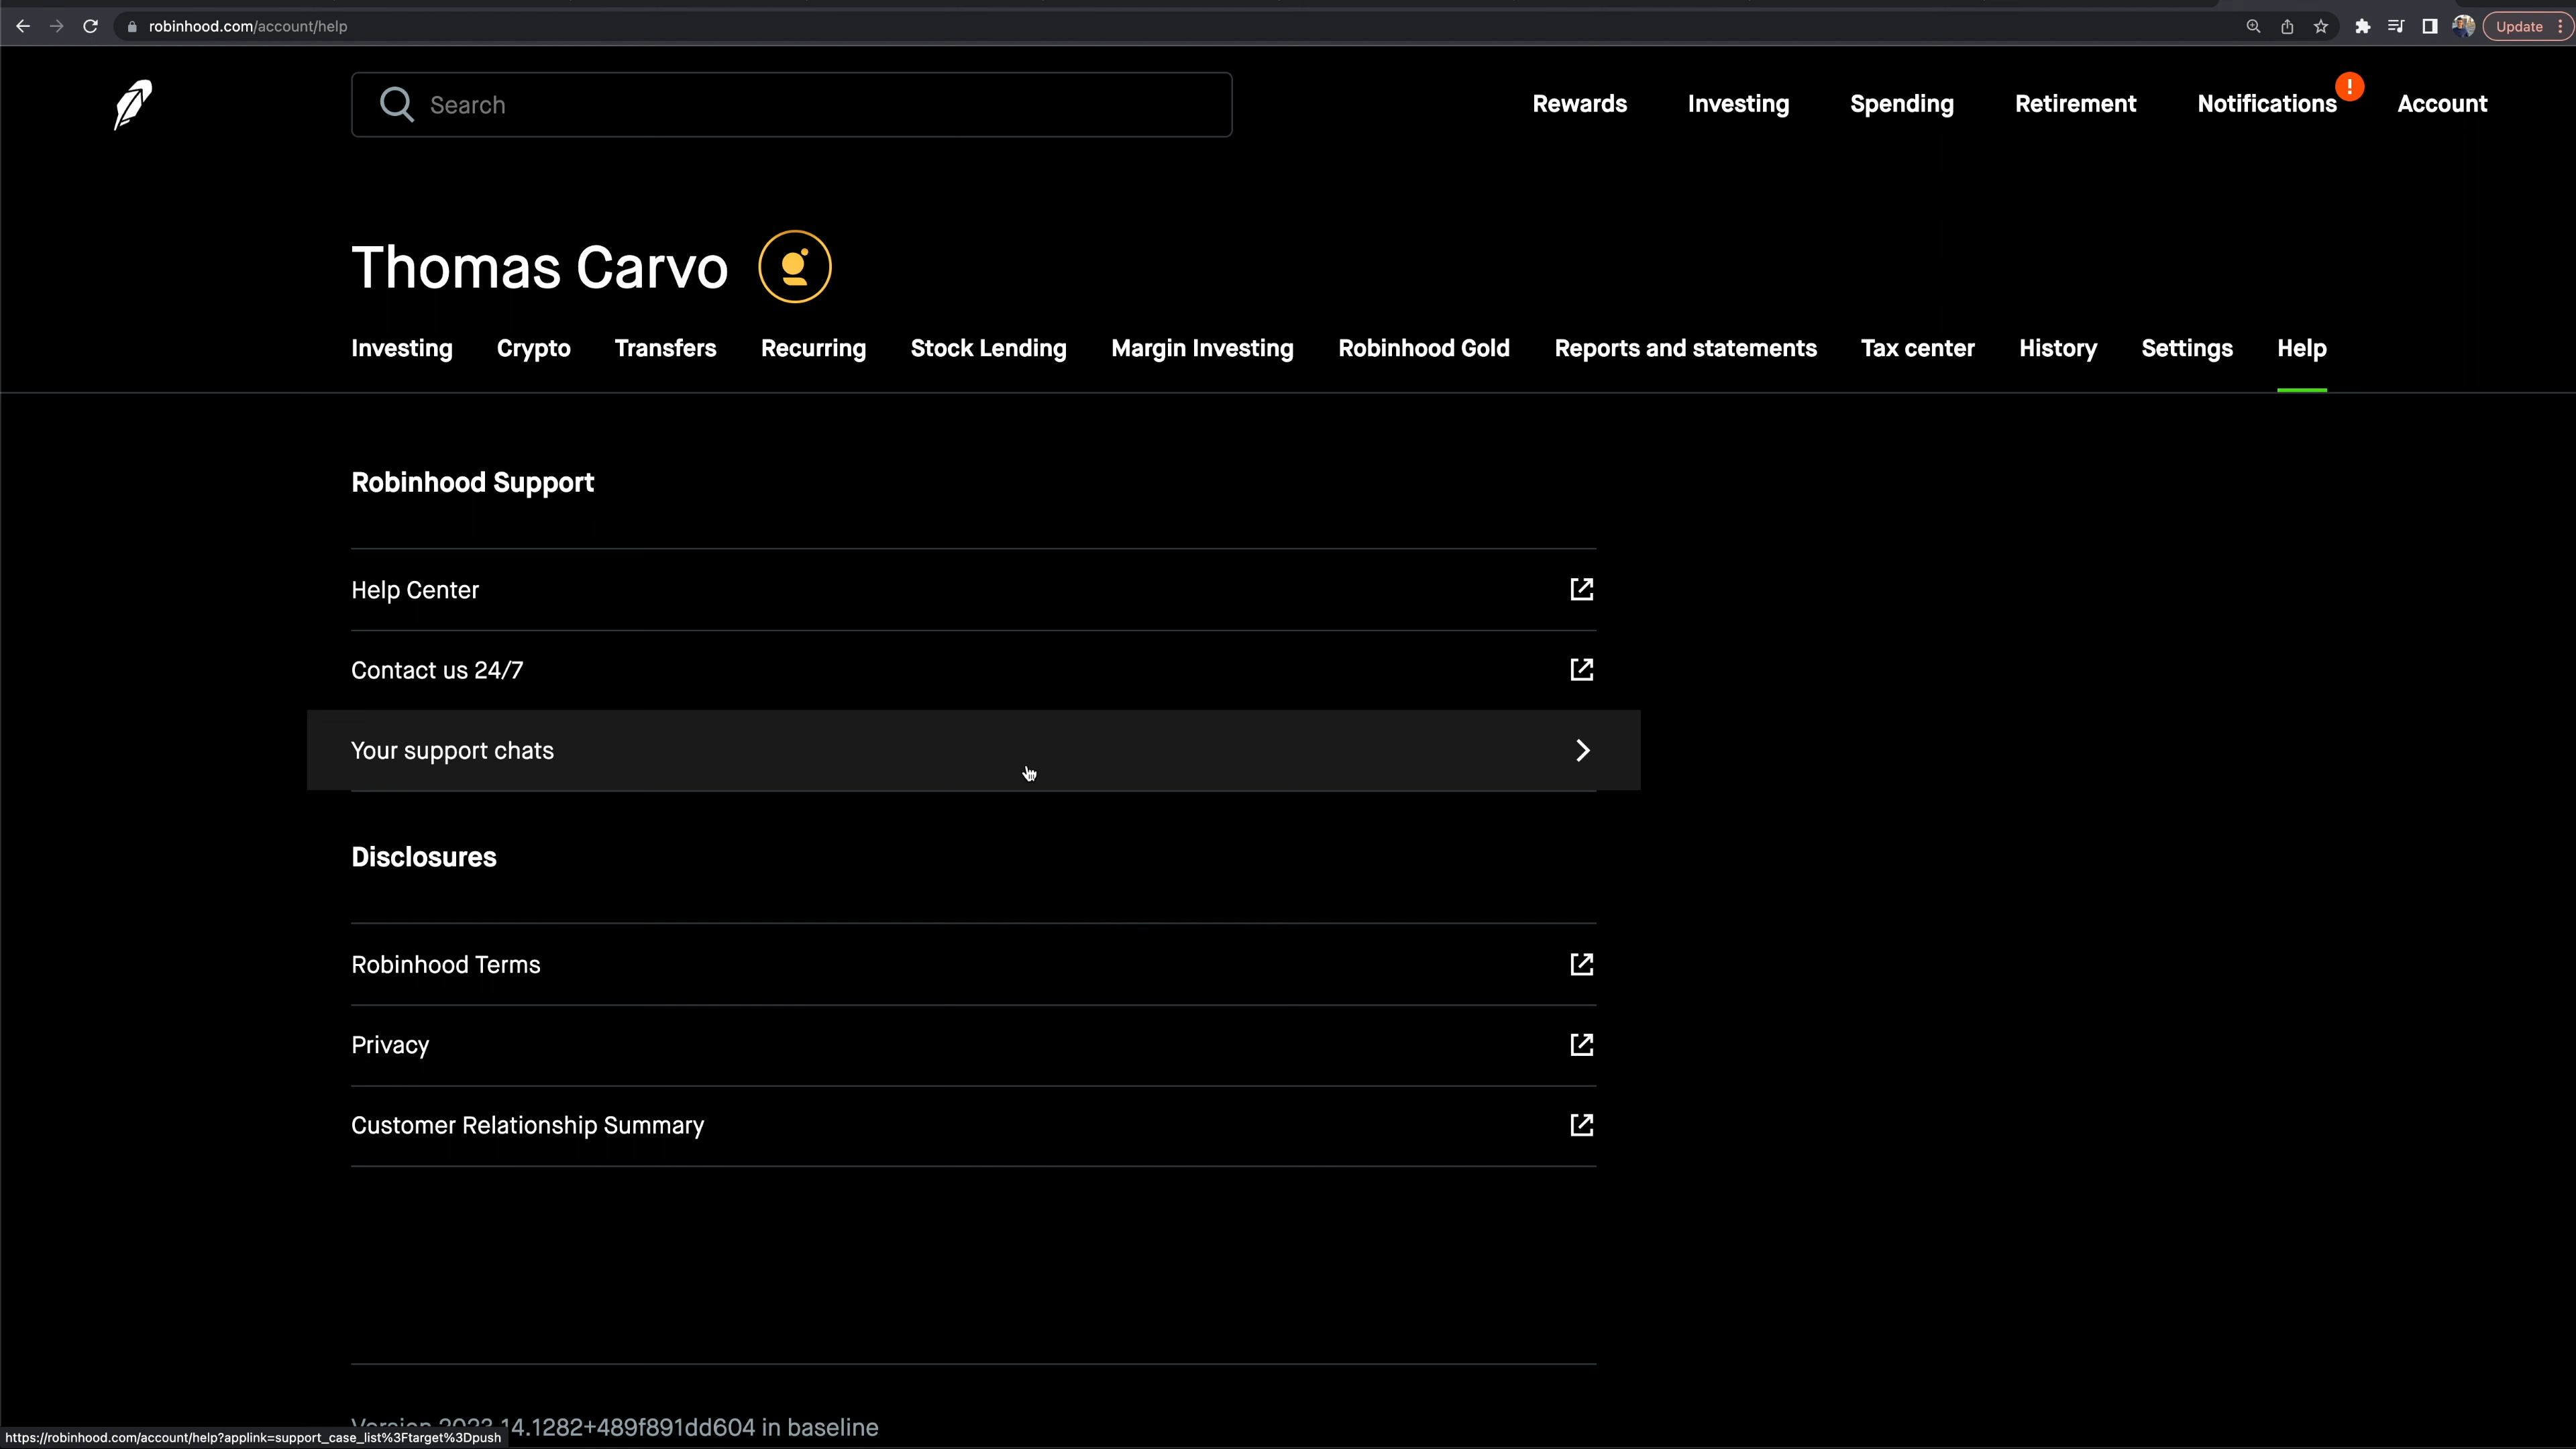 robinhood.com/account/help
Update
Search
Rewards Investing Spending Retirement Notifications ! Account
Thomas Carvo
Investing Crypto Transfers Recurring Stock Lending Margin Investing Robinhood Gold Reports and statements Tax center History Settings Help
Robinhood Support
Help Center
Contact us 24/7
Your support chats
Disclosures
Robinhood Terms
Privacy
Customer Relationship Summary
Version 2023.14.1282+489f891dd604 in baseline
https://robinhood.com/account/help?applink=support_case_list%3Ftarget%3Dpush